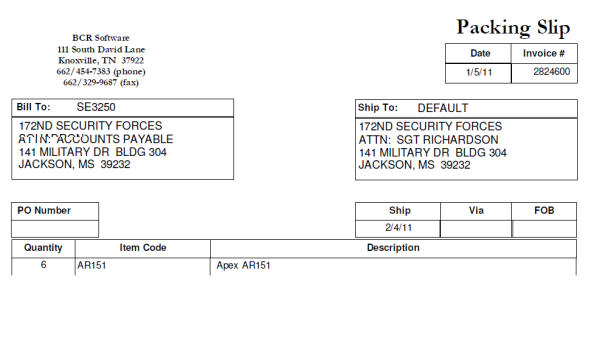 Packing Slip
BCR Software
111 South David Lane
Knoxville, TN 37922
662/454-7383 (phone)
662/329-9687 (fax)
Date Invoice #
1/5/11 2824600
Bill To: SE3250
172ND SECURITY FORCES
ATTN: ACCOUNTS PAYABLE
141 MILITARY DR BLDG 304
JACKSON, MS 39232
Ship To: DEFAULT
172ND SECURITY FORCES
ATTN: SGT RICHARDSON
141 MILITARY DR BLDG 304
JACKSON, MS 39232
PO Number
Ship Via FOB
2/4/11
Quantity Item Code Description
6 AR151 Apex AR151